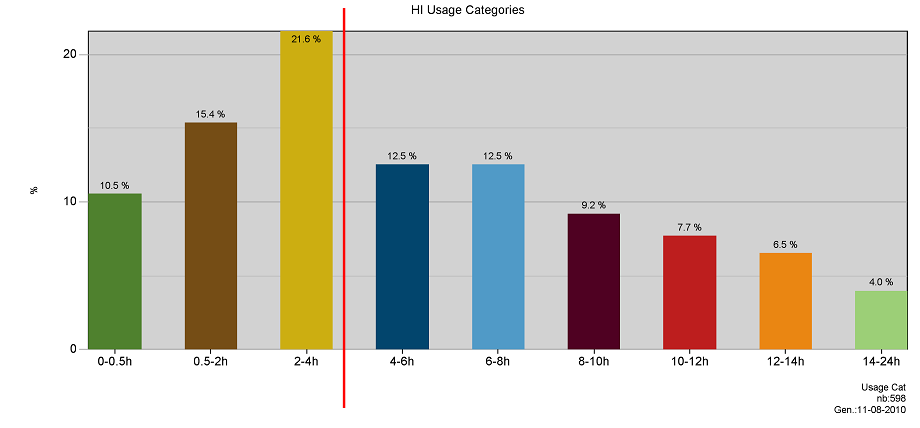 HI Usage Categories
20
21.6 %
15.4 %
12.5 %
12.5 %
10.5 %
%
10
9.2 %
7.7 %
6.5 %
4.0 %
0
0-0.5h
0.5-2h
2-4h
4-6h
6-8h
8-10h
10-12h
12-14h
14-24h
Usage Cat
nb:598
Gen.:11-08-2010